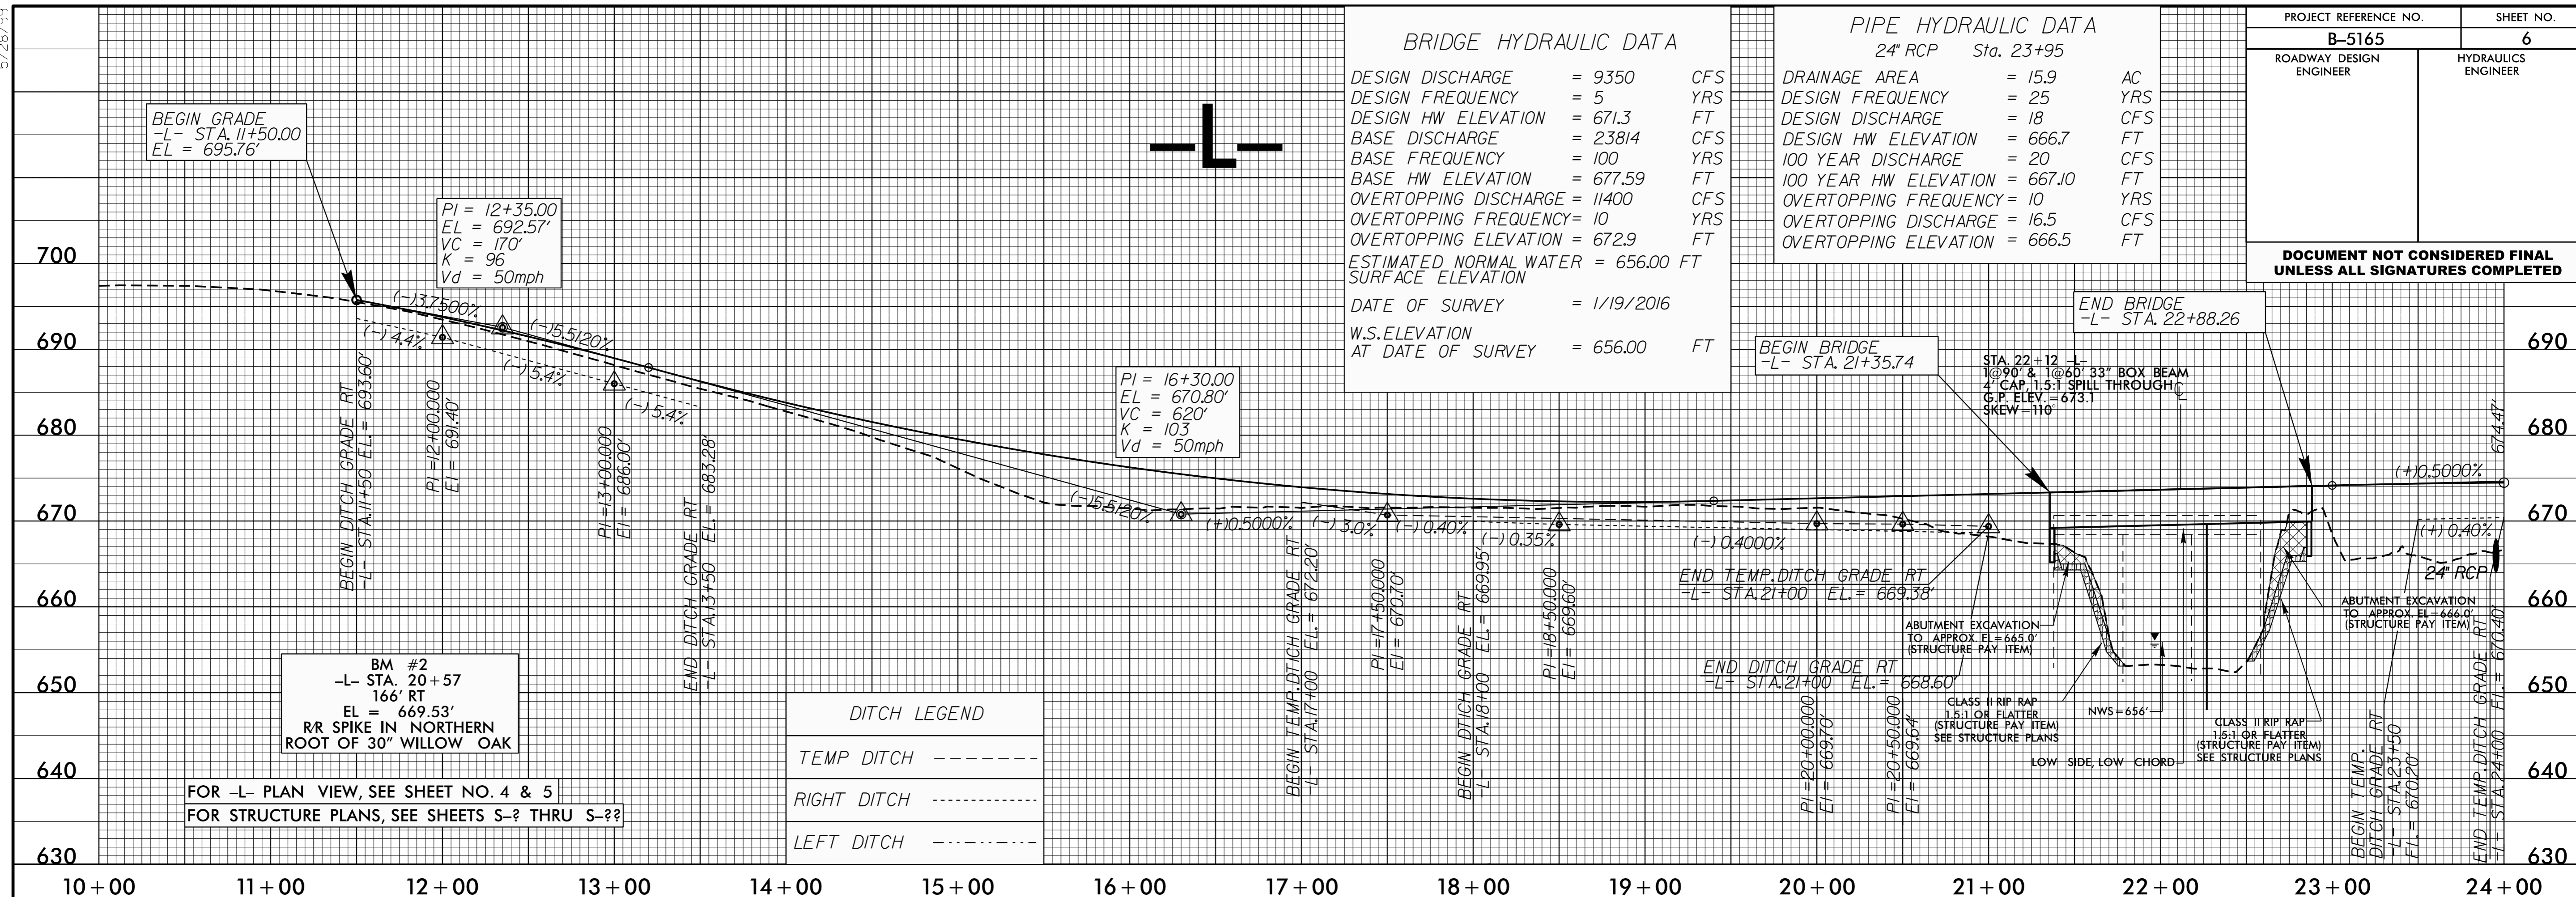 5/28/99
PROJECT REFERENCE NO.
SHEET NO.
B–5165
6
ROADWAY DESIGN
ENGINEER
HYDRAULICS
ENGINEER
DOCUMENT NOT CONSIDERED FINAL
UNLESS ALL SIGNATURES COMPLETED
BRIDGE HYDRAULIC DATA
DESIGN DISCHARGE = 9350 CFS
DESIGN FREQUENCY = 5 YRS
DESIGN HW ELEVATION = 671.3 FT
BASE DISCHARGE = 23814 CFS
BASE FREQUENCY = 100 YRS
BASE HW ELEVATION = 677.59 FT
OVERTOPPING DISCHARGE = 11400 CFS
OVERTOPPING FREQUENCY= 10 YRS
OVERTOPPING ELEVATION = 672.9 FT
ESTIMATED NORMAL WATER = 656.00 FT
SURFACE ELEVATION
DATE OF SURVEY = 1/19/2016
W.S.ELEVATION
AT DATE OF SURVEY = 656.00 FT
PIPE HYDRAULIC DATA
24" RCP Sta. 23+95
DRAINAGE AREA = 15.9 AC
DESIGN FREQUENCY = 25 YRS
DESIGN DISCHARGE = 18 CFS
DESIGN HW ELEVATION = 666.7 FT
100 YEAR DISCHARGE = 20 CFS
100 YEAR HW ELEVATION = 667.10 FT
OVERTOPPING FREQUENCY= 10 YRS
OVERTOPPING DISCHARGE = 16.5 CFS
OVERTOPPING ELEVATION = 666.5 FT
–L–
BEGIN GRADE
-L- STA. 11+50.00
EL = 695.76'
PI = 12+35.00
EL = 692.57'
VC = 170'
K = 96
Vd = 50mph
PI = 16+30.00
EL = 670.80'
VC = 620'
K = 103
Vd = 50mph
BEGIN BRIDGE
-L- STA. 21+35.74
END BRIDGE
-L- STA. 22+88.26
STA. 22+12 –L–
1@90' & 1@60' 33" BOX BEAM
4' CAP, 1.5:1 SPILL THROUGH
G.P. ELEV.=673.1
SKEW=110°
℄
700
690
680
670
660
650
640
630
690
680
670
660
650
640
630
(-)3.7500%
(-)5.5120%
(-) 4.4%
(-) 5.4%
(-) 5.4%
(-)5.5120%
(+)0.5000%
(-) 3.0%
(-) 0.40%
(-) 0.35%
(-) 0.4000%
(+)0.5000%
(+) 0.40%
674.47'
24" RCP
BEGIN DITCH GRADE RT
-L- STA.11+50 EL.= 693.60'
PI =12+00.000
El = 691.40'
PI =13+00.000
El = 686.00'
END DITCH GRADE RT
-L- STA.13+50 EL.= 683.28'
BEGIN TEMP.DTICH GRADE RT
-L- STA.17+00 EL.= 672.20'
PI =17+50.000
El = 670.70'
BEGIN DTICH GRADE RT
-L- STA.18+00 EL.= 669.95'
PI =18+50.000
El = 669.60'
END TEMP.DITCH GRADE RT
-L- STA.21+00 EL.= 669.38'
END DITCH GRADE RT
-L- STA.21+00 EL.= 668.60'
PI =20+00.000
El = 669.70'
PI =20+50.000
El = 669.64'
ABUTMENT EXCAVATION
TO APPROX. EL=665.0'
(STRUCTURE PAY ITEM)
CLASS II RIP RAP
1.5:1 OR FLATTER
(STRUCTURE PAY ITEM)
SEE STRUCTURE PLANS
NWS=656'
LOW SIDE, LOW CHORD
ABUTMENT EXCAVATION
TO APPROX. EL=666.0'
(STRUCTURE PAY ITEM)
CLASS II RIP RAP
1.5:1 OR FLATTER
(STRUCTURE PAY ITEM)
SEE STRUCTURE PLANS
BEGIN TEMP.
DITCH GRADE RT
-L- STA.23+50
EL.= 670.20'
END TEMP.DITCH GRADE RT
-L- STA.24+00 EL.= 670.40'
BM #2
–L– STA. 20+57
166' RT
EL = 669.53'
R/R SPIKE IN NORTHERN
ROOT OF 30" WILLOW OAK
FOR –L– PLAN VIEW, SEE SHEET NO. 4 & 5
FOR STRUCTURE PLANS, SEE SHEETS S–? THRU S–??
DITCH LEGEND
TEMP DITCH
RIGHT DITCH
LEFT DITCH
10+00 11+00 12+00 13+00 14+00 15+00 16+00 17+00 18+00 19+00 20+00 21+00 22+00 23+00 24+00